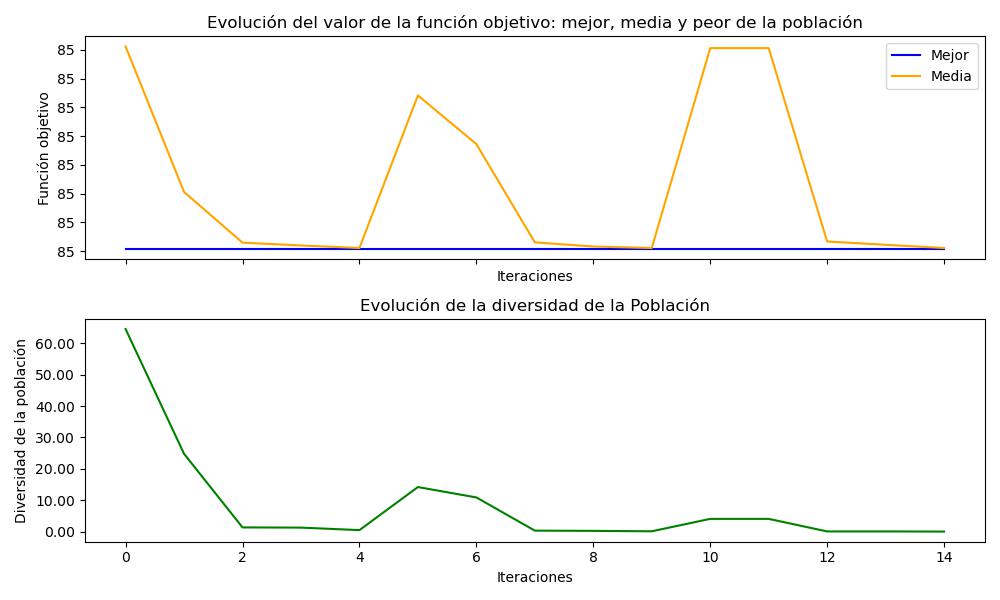 Evolución del valor de la función objetivo: mejor, media y peor de la población
Función objetivo
85
85
85
85
85
85
85
85
Mejor
Media
Iteraciones
Evolución de la diversidad de la Población
Diversidad de la población
60.00
50.00
40.00
30.00
20.00
10.00
0.00
0 2 4 6 8 10 12 14
Iteraciones